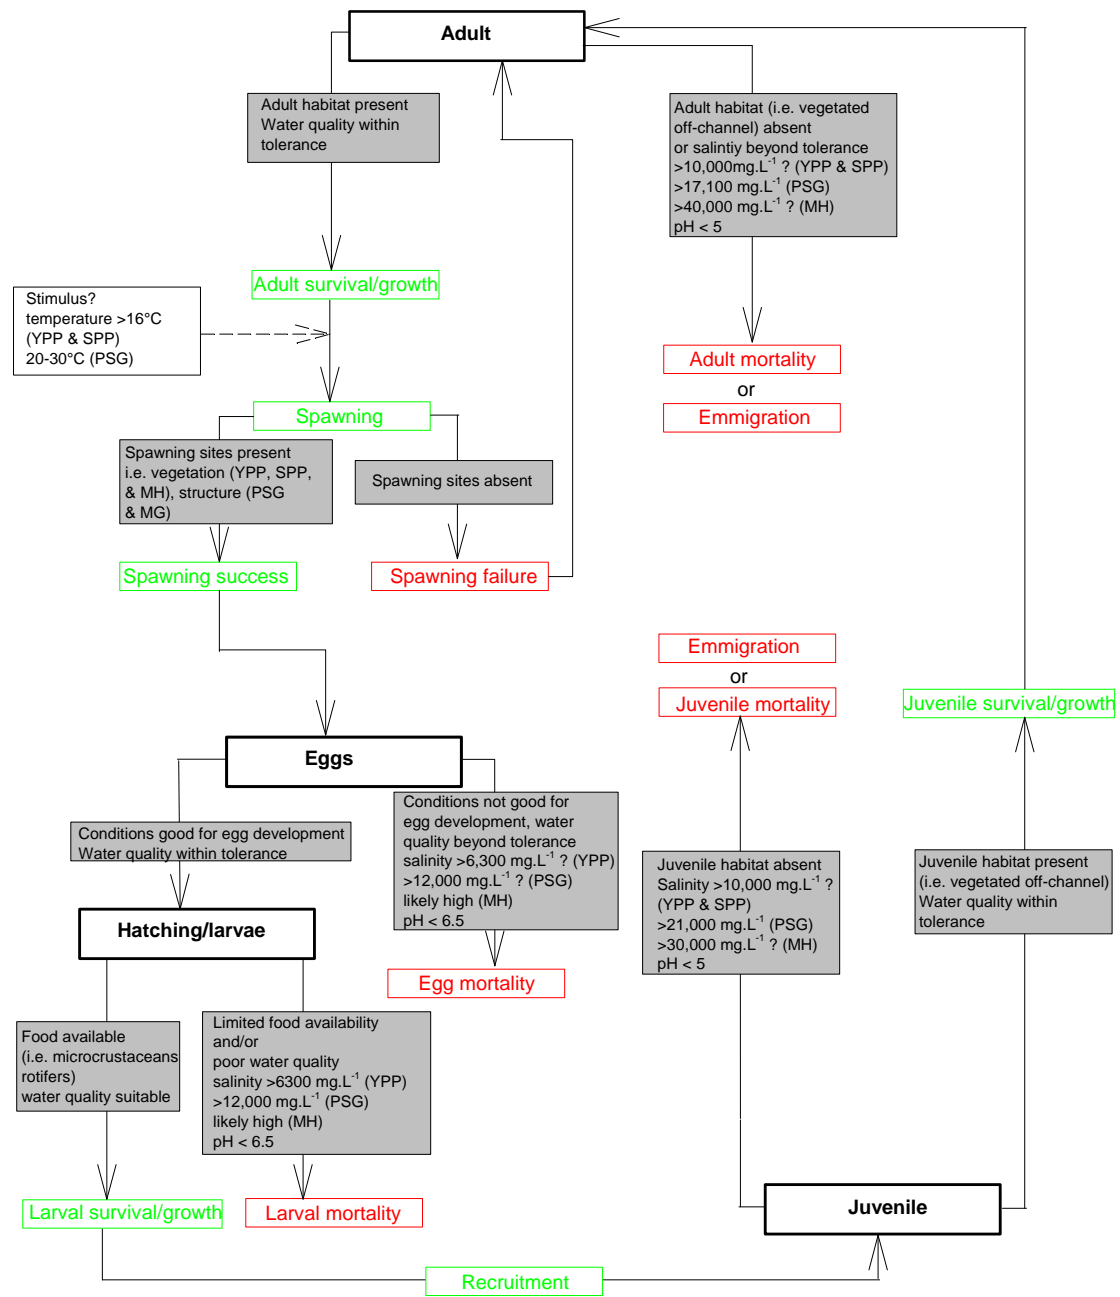 Adult
Adult habitat present
Water quality within
tolerance
Adult habitat (i.e. vegetated
off-channel) absent
or salintiy beyond tolerance
>10,000mg.L⁻¹ ? (YPP & SPP)
>17,100 mg.L⁻¹ (PSG)
>40,000 mg.L⁻¹ ? (MH)
pH < 5
Adult survival/growth
Stimulus?
temperature >16°C
(YPP & SPP)
20-30°C (PSG)
Adult mortality
or
Emmigration
Spawning
Spawning sites present
i.e. vegetation (YPP, SPP,
& MH), structure (PSG
& MG)
Spawning sites absent
Spawning success
Spawning failure
Emmigration
or
Juvenile mortality
Juvenile survival/growth
Eggs
Conditions good for egg development
Water quality within tolerance
Conditions not good for
egg development, water
quality beyond tolerance
salinity >6,300 mg.L⁻¹ ? (YPP)
>12,000 mg.L⁻¹ ? (PSG)
likely high (MH)
pH < 6.5
Juvenile habitat absent
Salinity >10,000 mg.L⁻¹ ?
(YPP & SPP)
>21,000 mg.L⁻¹ (PSG)
>30,000 mg.L⁻¹ ? (MH)
pH < 5
Juvenile habitat present
(i.e. vegetated off-channel)
Water quality within
tolerance
Hatching/larvae
Egg mortality
Food available
(i.e. microcrustaceans
rotifers)
water quality suitable
Limited food availability
and/or
poor water quality
salinity >6300 mg.L⁻¹ (YPP)
>12,000 mg.L⁻¹ (PSG)
likely high (MH)
pH < 6.5
Larval survival/growth
Larval mortality
Juvenile
Recruitment